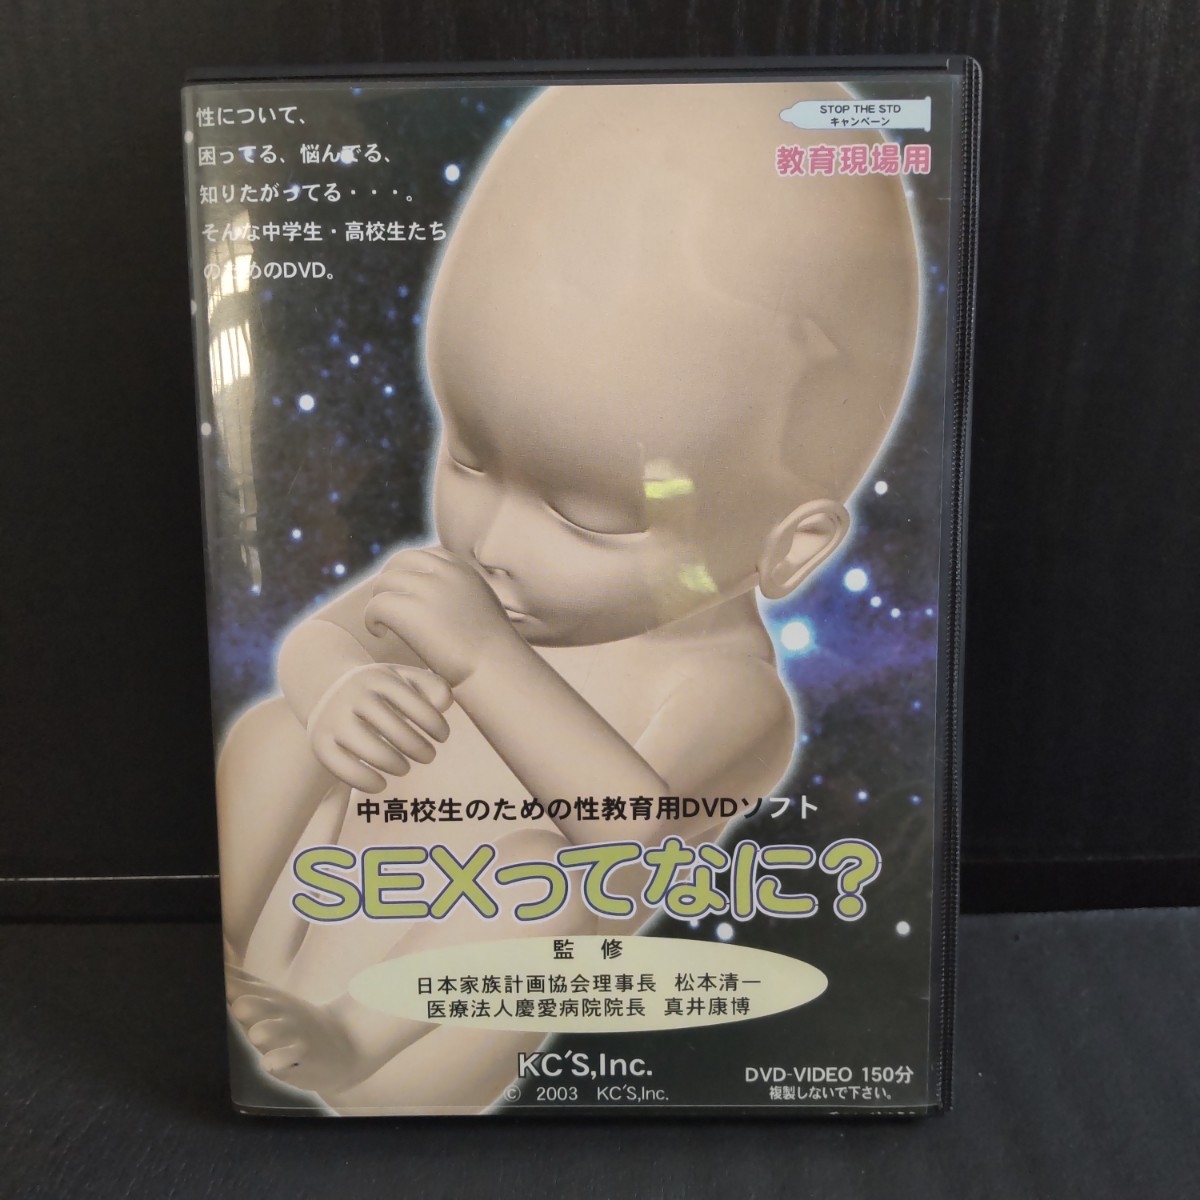 性について、
困ってる、悩んでる、
知りたがってる・・・。
そんな中学生・高校生たち
のためのDVD。
STOP THE STD
キャンペーン
教育現場用
中高校生のための性教育用DVDソフト
SEXってなに?
監 修
日本家族計画協会理事長 松本清一
医療法人慶愛病院院長 真井康博
KC'S,Inc.
© 2003 KC'S,Inc.
DVD-VIDEO 150分
複製しないで下さい。